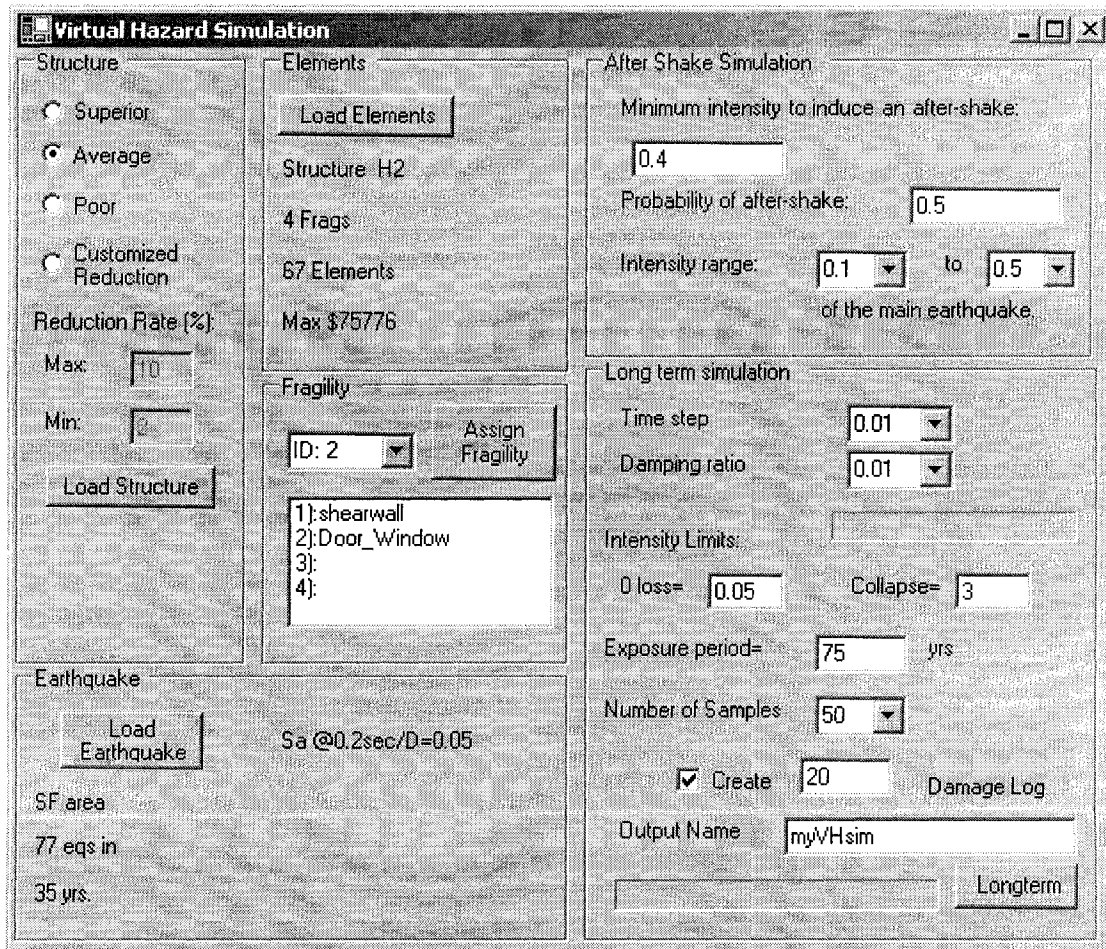 Virtual Hazard Simulation
Structure
Superior
Average
Poor
Customized
Reduction
Reduction Rate (%):
Max: 10
Min: 2
Load Structure
Elements
Load Elements
Structure H2
4 Frags
67 Elements
Max $75776
Fragility
ID: 2
Assign
Fragility
1):shearwall
2):Door_Window
3):
4):
Earthquake
Load
Earthquake
Sa @0.2sec/D=0.05
SF area
77 eqs in
35 yrs.
After Shake Simulation
Minimum intensity to induce an after-shake:
0.4
Probability of after-shake: 0.5
Intensity range: 0.1 to 0.5
of the main earthquake.
Long term simulation
Time step 0.01
Damping ratio 0.01
Intensity Limits:
0 loss= 0.05 Collapse= 3
Exposure period= 75 yrs
Number of Samples 50
Create 20 Damage Log
Output Name myVHsim
Longterm